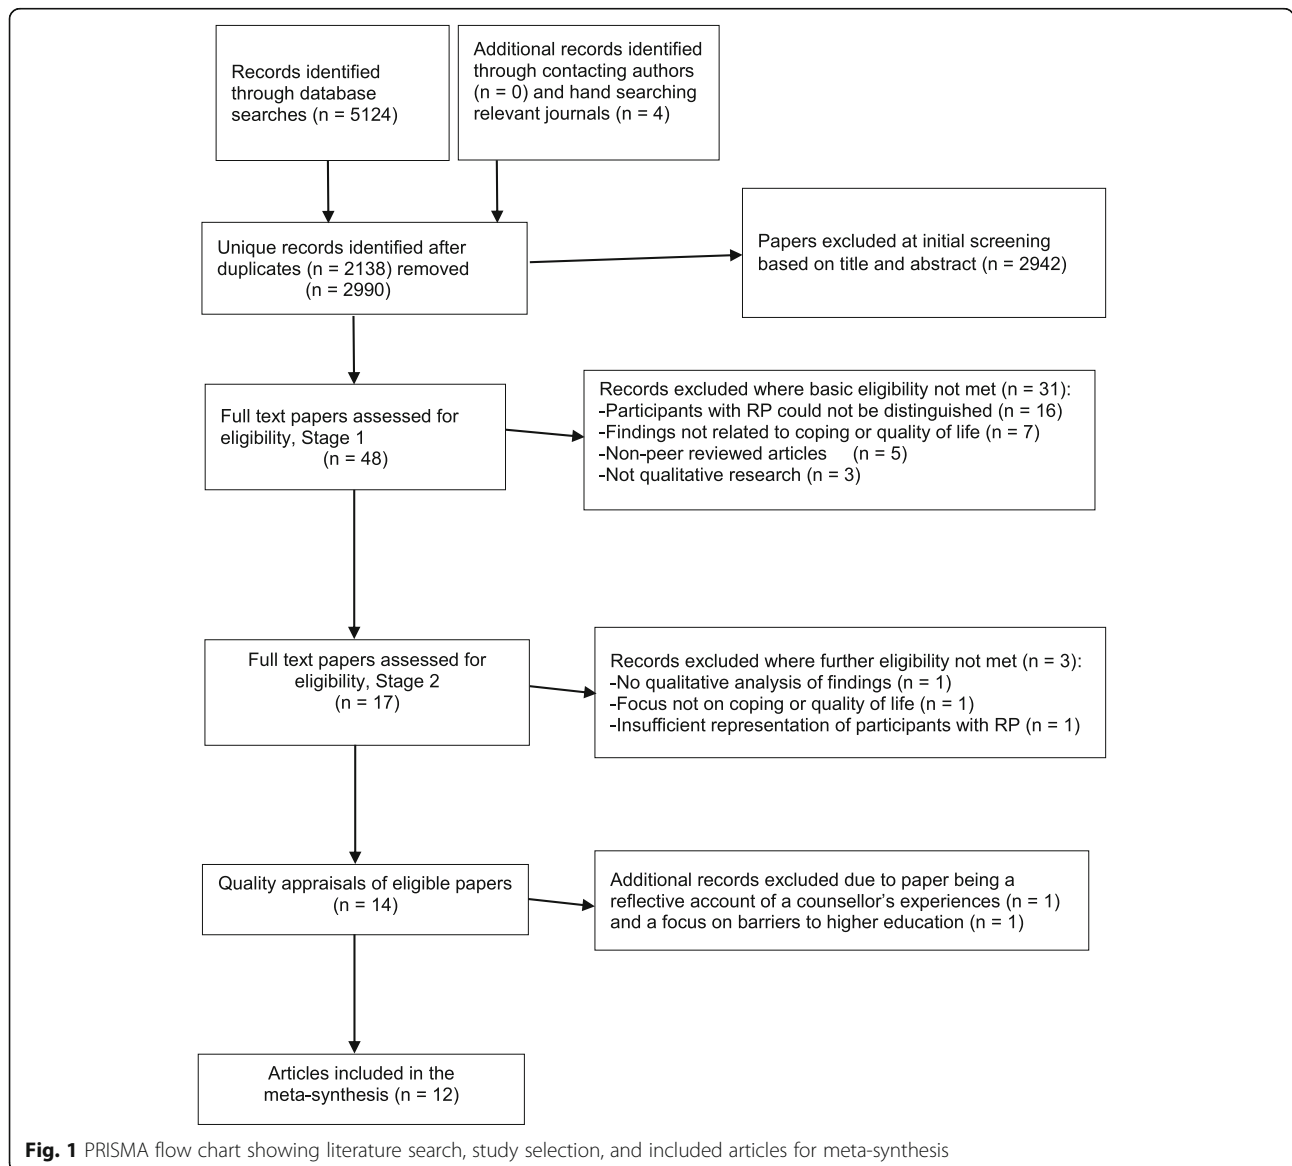 Records identified
through database
searches (n = 5124)
Additional records identified
through contacting authors
(n = 0) and hand searching
relevant journals (n = 4)
Unique records identified after
duplicates (n = 2138) removed
(n = 2990)
Papers excluded at initial screening
based on title and abstract (n = 2942)
Full text papers assessed for
eligibility, Stage 1
(n = 48)
Records excluded where basic eligibility not met (n = 31):
-Participants with RP could not be distinguished (n = 16)
-Findings not related to coping or quality of life (n = 7)
-Non-peer reviewed articles (n = 5)
-Not qualitative research (n = 3)
Full text papers assessed for
eligibility, Stage 2
(n = 17)
Records excluded where further eligibility not met (n = 3):
-No qualitative analysis of findings (n = 1)
-Focus not on coping or quality of life (n = 1)
-Insufficient representation of participants with RP (n = 1)
Quality appraisals of eligible papers
(n = 14)
Additional records excluded due to paper being a
reflective account of a counsellor's experiences (n = 1)
and a focus on barriers to higher education (n = 1)
Articles included in the
meta-synthesis (n = 12)
Fig. 1 PRISMA flow chart showing literature search, study selection, and included articles for meta-synthesis